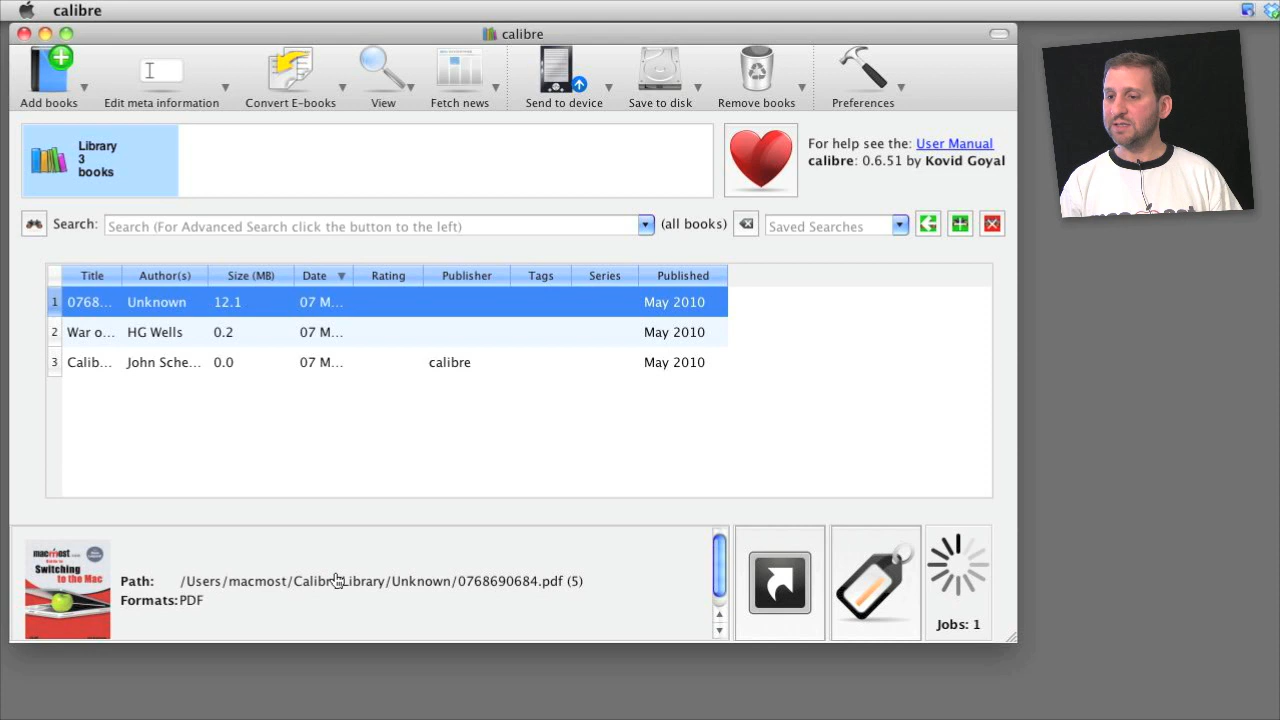 calibre
calibre
Add books
Edit meta information
Convert E-books
View
Fetch news
Send to device
Save to disk
Remove books
Preferences
Library
3
books
For help see the: User Manual
calibre: 0.6.51 by Kovid Goyal
Search: Search (For Advanced Search click the button to the left) (all books) Saved Searches
Title Author(s) Size (MB) Date Rating Publisher Tags Series Published
1 0768... Unknown 12.1 07 M... May 2010
2 War o... HG Wells 0.2 07 M... May 2010
3 Calib... John Sche... 0.0 07 M... calibre May 2010
macmost.com
Switching
to the Mac
Path: /Users/macmost/Calibre Library/Unknown/0768690684.pdf (5)
Formats: PDF
Jobs: 1